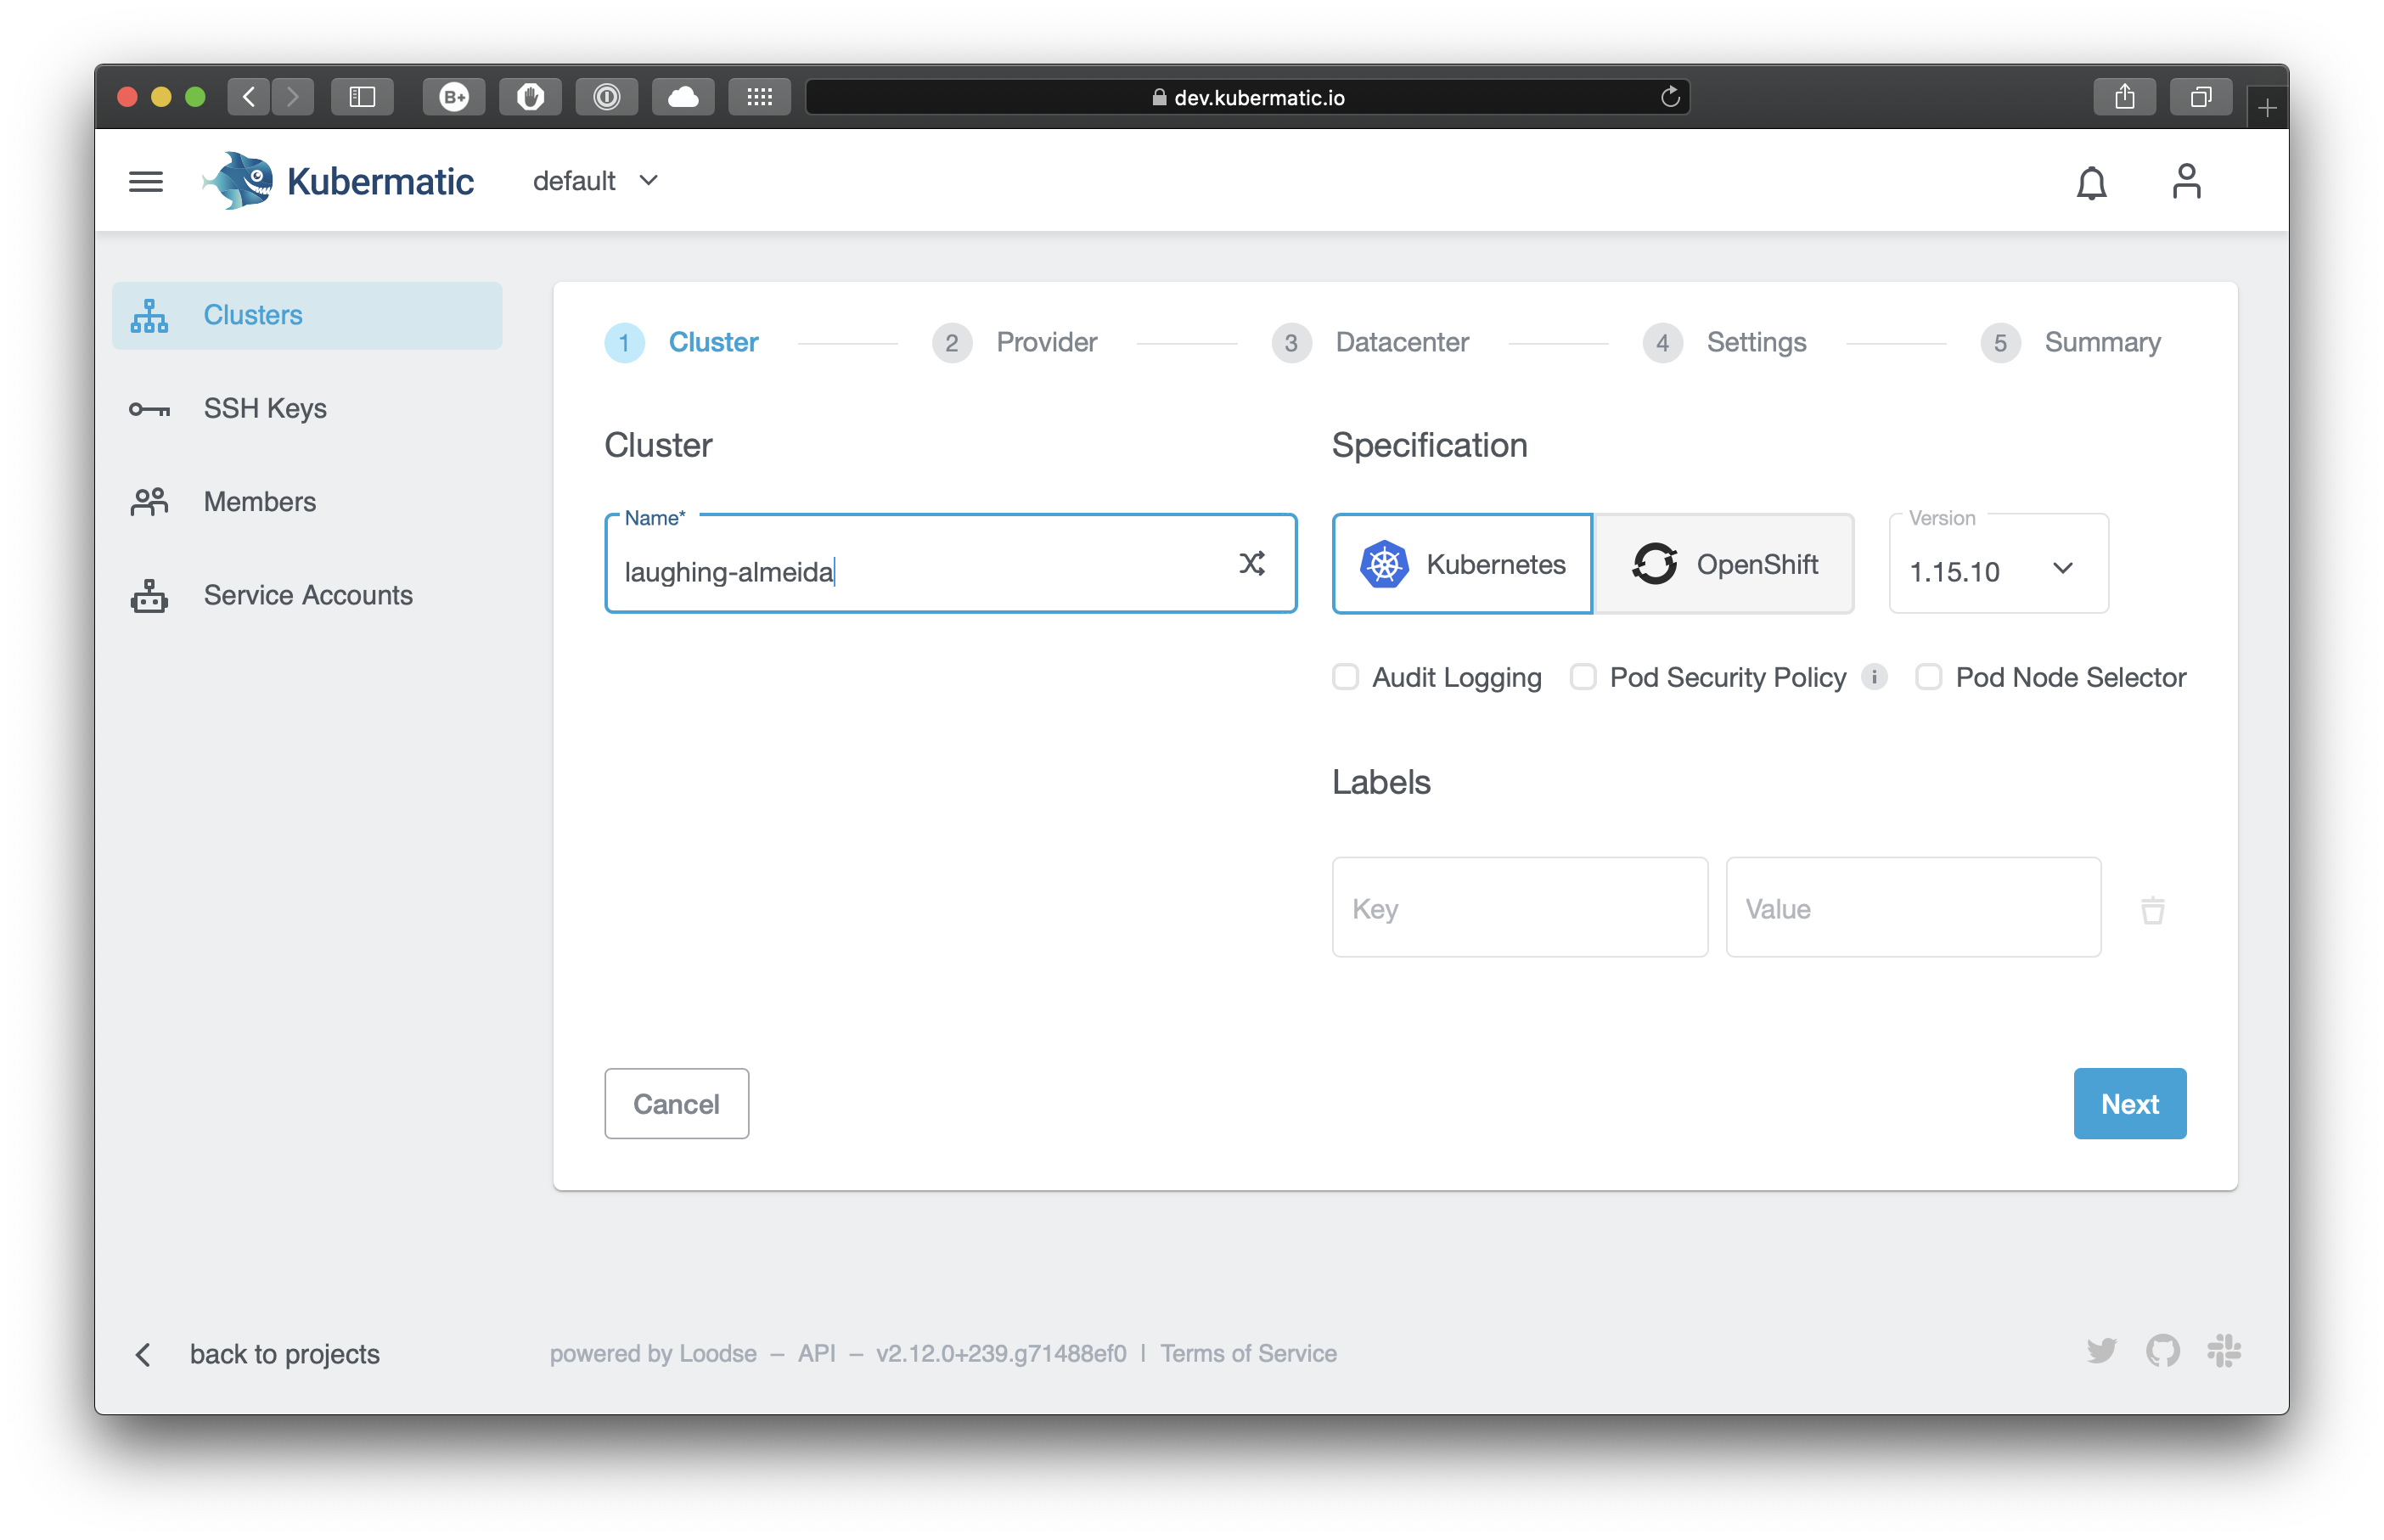 B+
dev.kubermatic.io
Kubermatic
default
Clusters
SSH Keys
Members
Service Accounts
1 Cluster 2 Provider 3 Datacenter 4 Settings 5 Summary
Cluster
Name*
laughing-almeida
Specification
Kubernetes
OpenShift
Version
1.15.10
Audit Logging Pod Security Policy i Pod Node Selector
Labels
Key
Value
Cancel
Next
back to projects
powered by Loodse – API – v2.12.0+239.g71488ef0 | Terms of Service